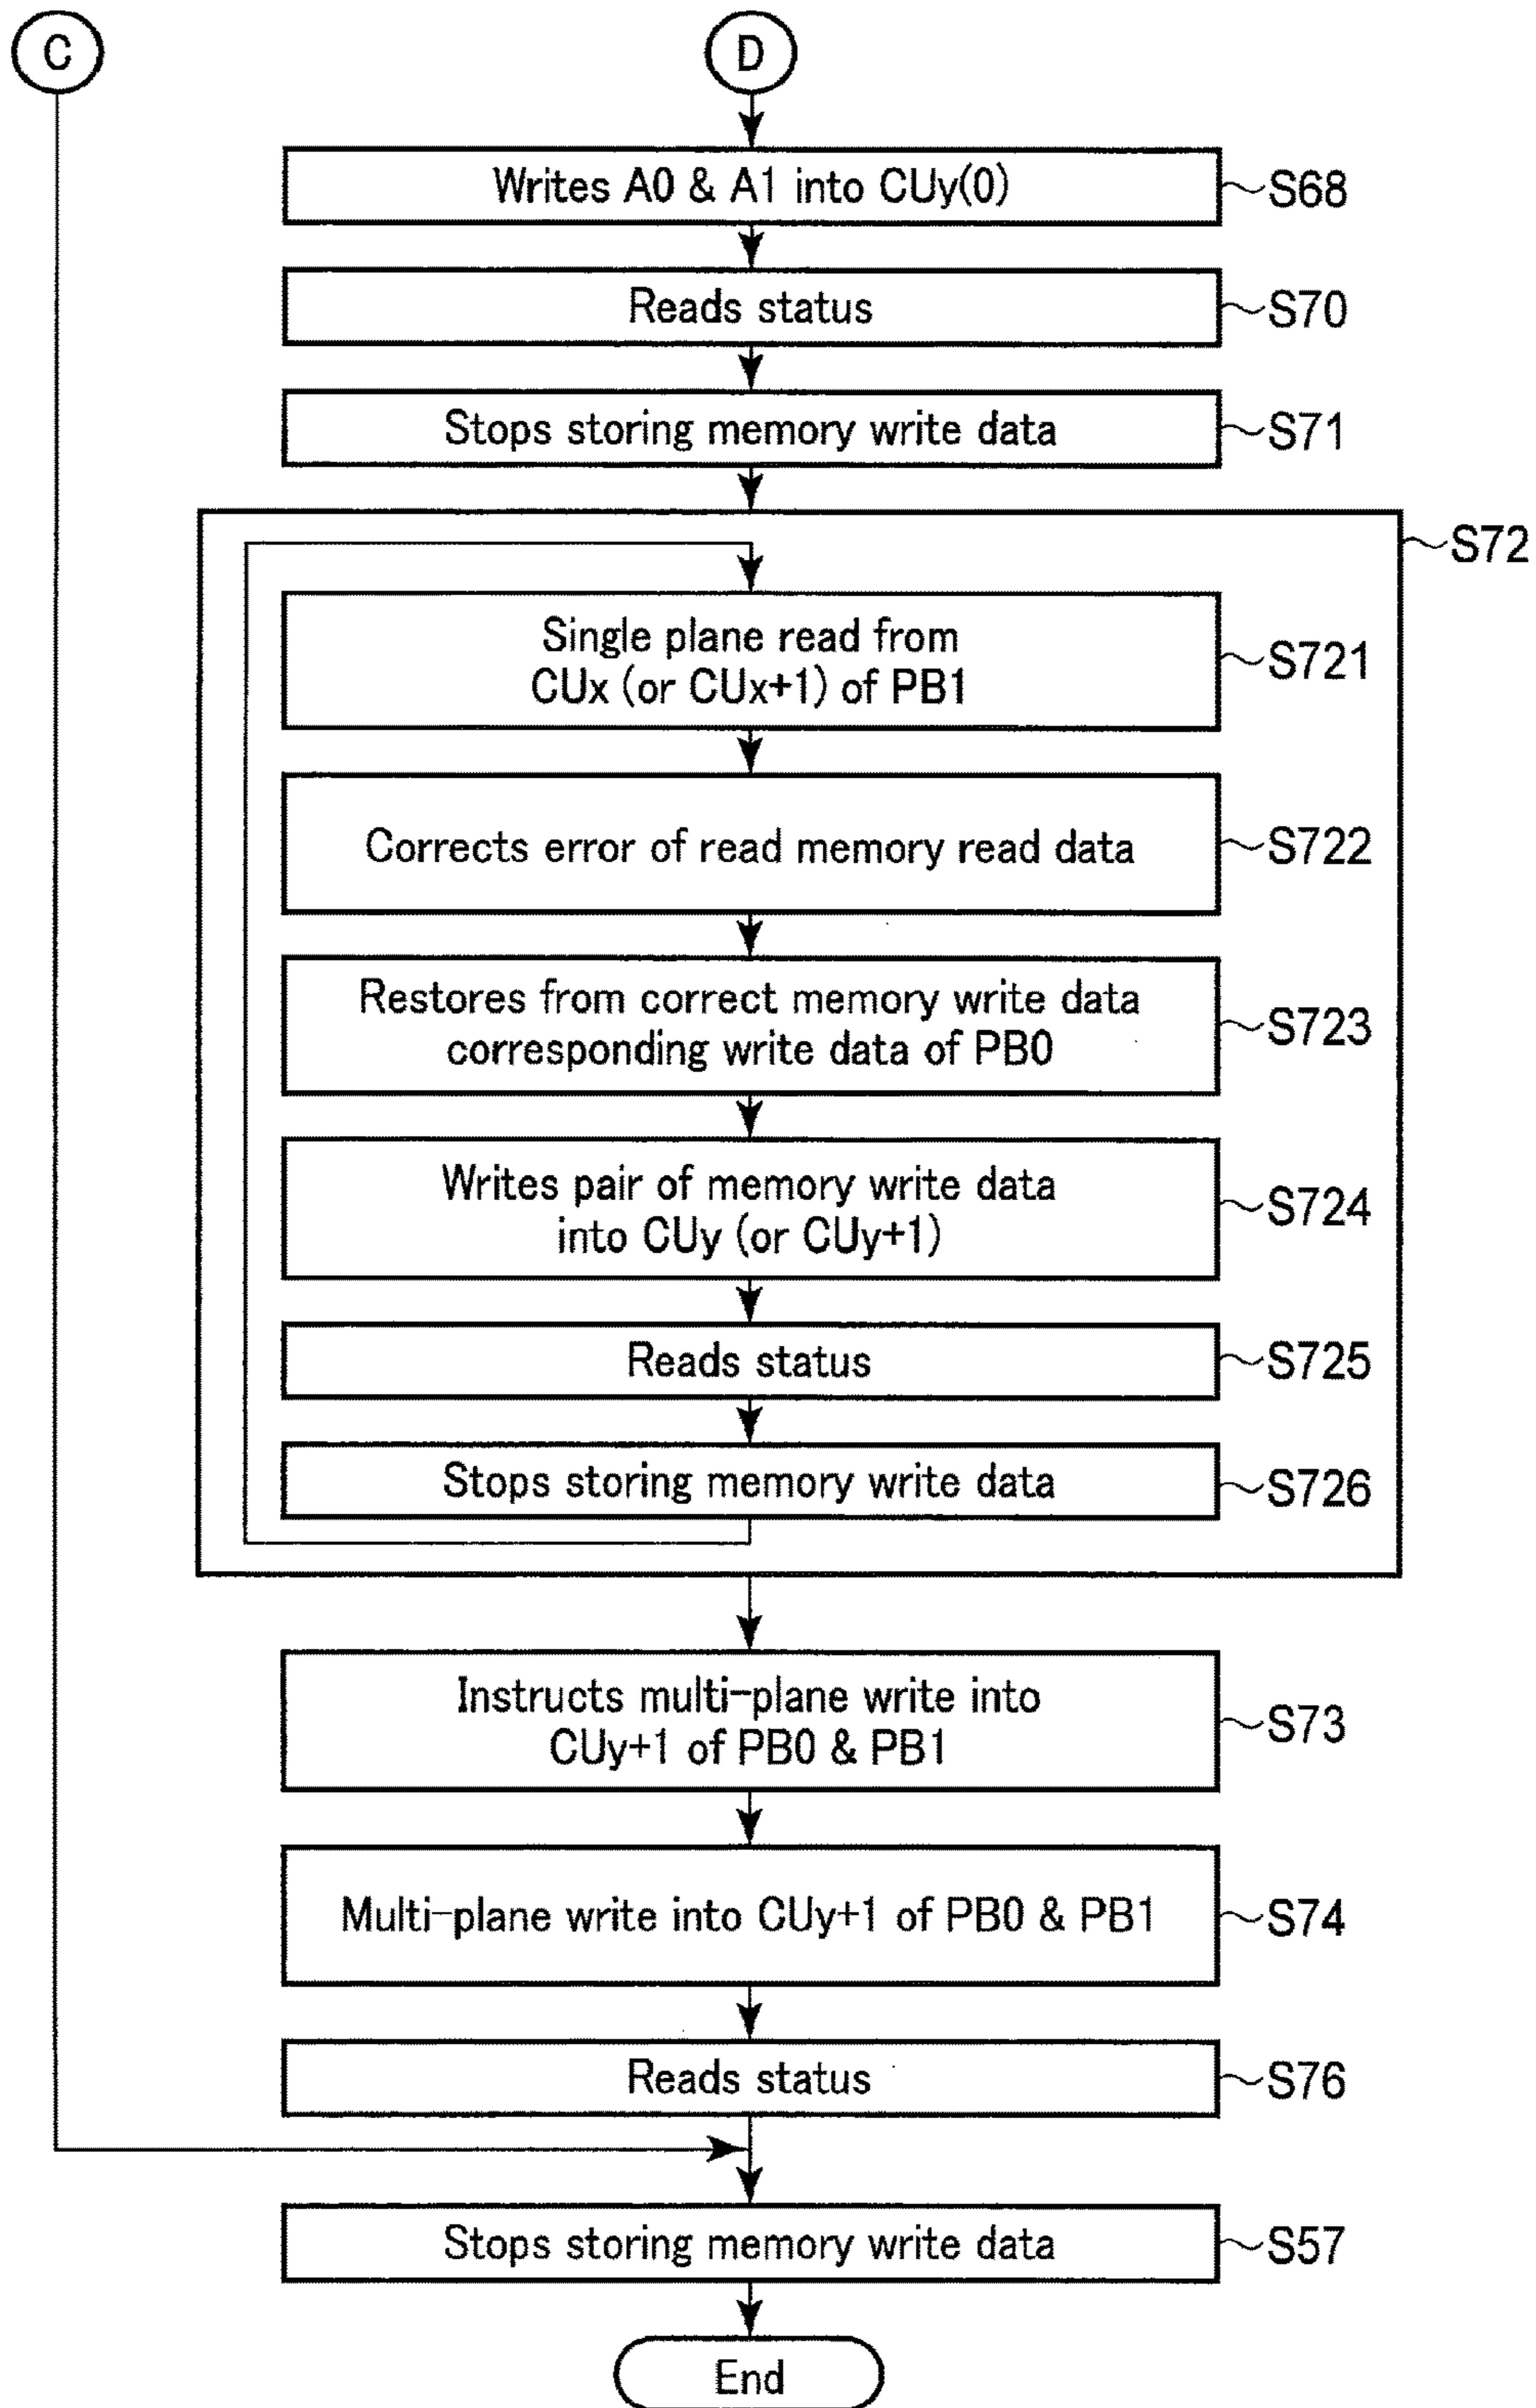 C
D
Writes A0 & A1 into CUy(0)
S68
Reads status
S70
Stops storing memory write data
S71
S72
Single plane read from
CUx (or CUx+1) of PB1
S721
Corrects error of read memory read data
S722
Restores from correct memory write data
corresponding write data of PB0
S723
Writes pair of memory write data
into CUy (or CUy+1)
S724
Reads status
S725
Stops storing memory write data
S726
Instructs multi-plane write into
CUy+1 of PB0 & PB1
S73
Multi-plane write into CUy+1 of PB0 & PB1
S74
Reads status
S76
Stops storing memory write data
S57
End